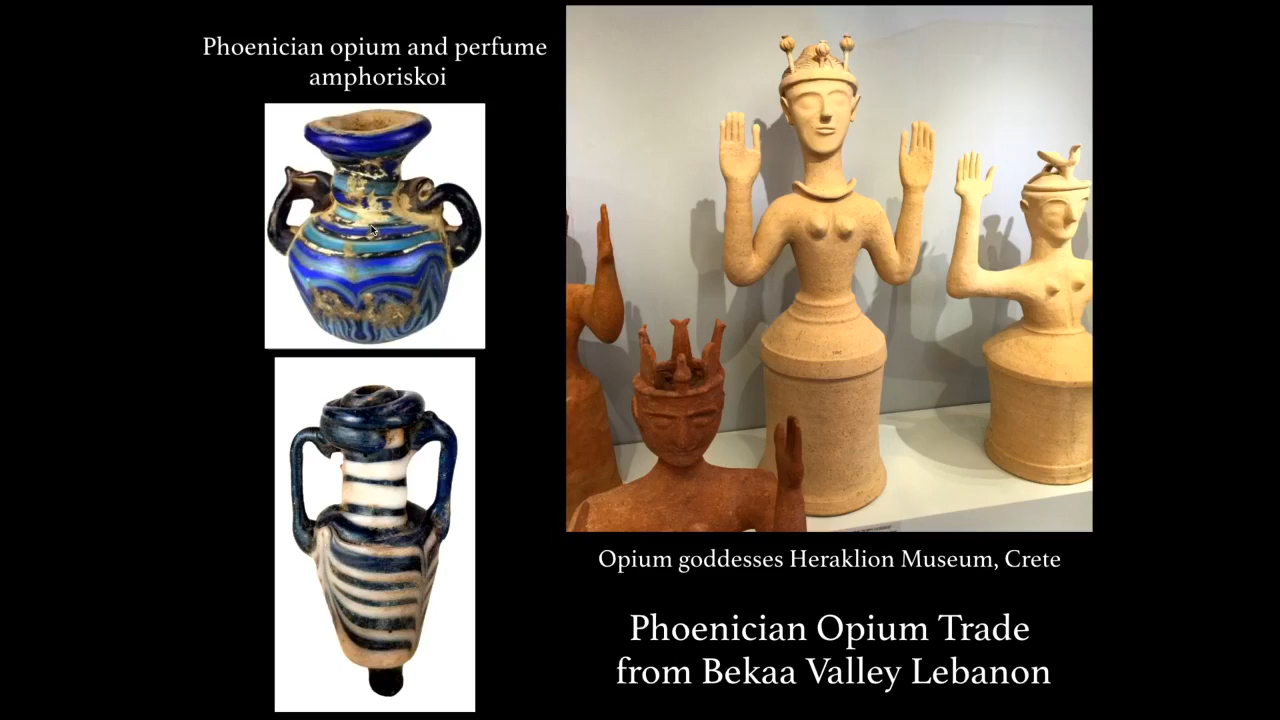 Phoenician opium and perfume
amphoriskoi
Opium goddesses Heraklion Museum, Crete
Phoenician Opium Trade
from Bekaa Valley Lebanon